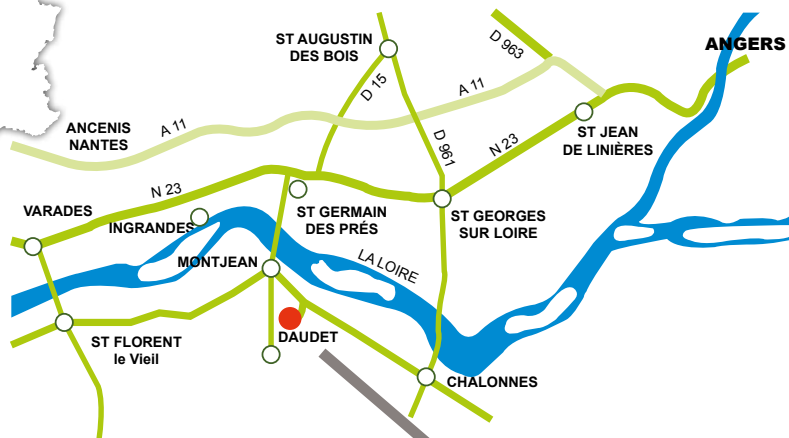 ST AUGUSTIN
DES BOIS
D 963
ANGERS
D 15
A 11
ANCENIS
NANTES
A 11
D 961
N 23
ST JEAN
DE LINIÈRES
N 23
VARADES
INGRANDES
ST GERMAIN
DES PRÉS
ST GEORGES
SUR LOIRE
MONTJEAN
LA LOIRE
ST FLORENT
le Vieil
DAUDET
CHALONNES